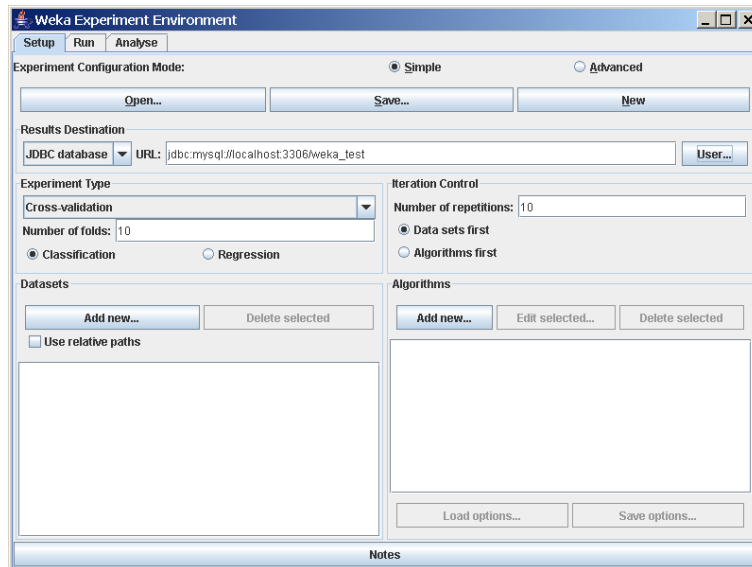 Weka Experiment Environment
Setup Run Analyse
Experiment Configuration Mode: Simple Advanced
Open... Save... New
Results Destination
JDBC database URL: jdbc:mysql://localhost:3306/weka_test User...
Experiment Type
Cross-validation
Number of folds: 10
Classification Regression
Iteration Control
Number of repetitions: 10
Data sets first
Algorithms first
Datasets
Add new... Delete selected
Use relative paths
Algorithms
Add new... Edit selected... Delete selected
Load options... Save options...
Notes